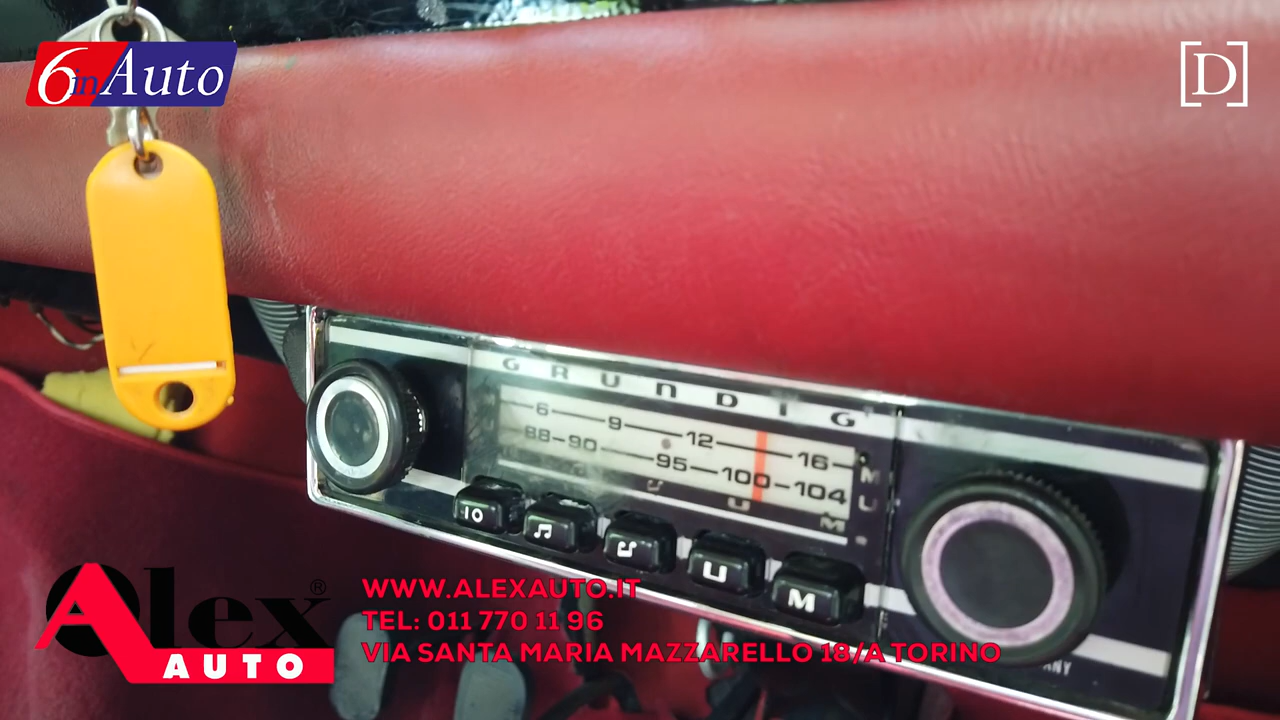 6inAuto
[D]
GRUNDIG
6 9 12 16 M
88-90 95 100-104 U
U M
IO U M
NY
Alex®
AUTO
WWW.ALEXAUTO.IT
TEL: 011 770 11 96
VIA SANTA MARIA MAZZARELLO 18/A TORINO